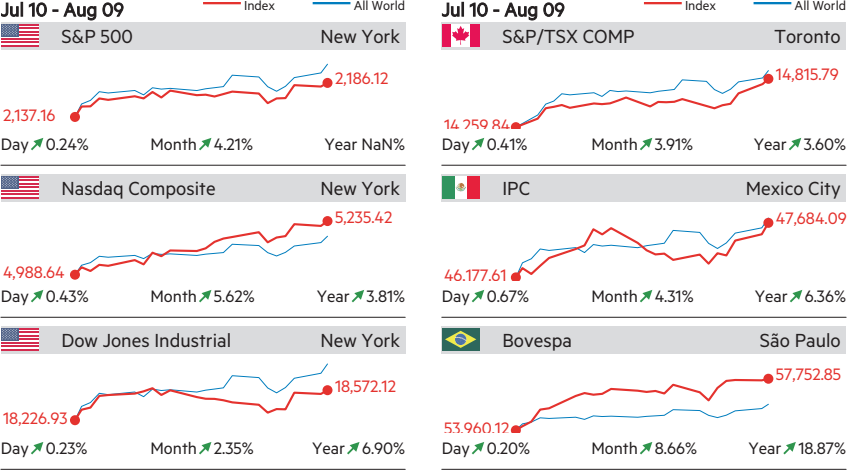 Jul 10 - Aug 09 Index All World
S&P 500 New York
2,186.12
2,137.16
Day 0.24% Month 4.21% Year NaN%
Nasdaq Composite New York
5,235.42
4,988.64
Day 0.43% Month 5.62% Year 3.81%
Dow Jones Industrial New York
18,572.12
18,226.93
Day 0.23% Month 2.35% Year 6.90%
Jul 10 - Aug 09 Index All World
S&P/TSX COMP Toronto
14,815.79
14,259.84
Day 0.41% Month 3.91% Year 3.60%
IPC Mexico City
47,684.09
46,177.61
Day 0.67% Month 4.31% Year 6.36%
Bovespa São Paulo
57,752.85
53,960.12
Day 0.20% Month 8.66% Year 18.87%